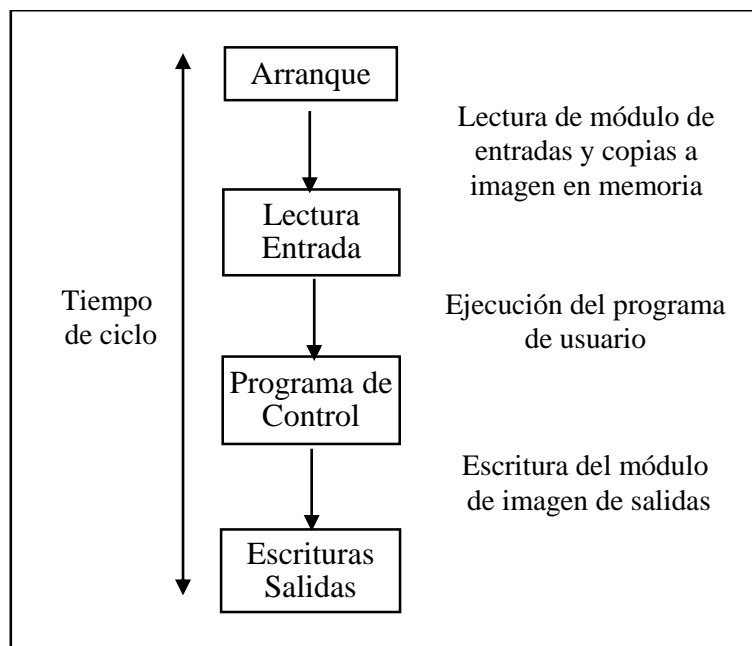 Arranque
Lectura de módulo de
entradas y copias a
imagen en memoria
Lectura
Entrada
Tiempo
de ciclo
Ejecución del programa
de usuario
Programa de
Control
Escritura del módulo
de imagen de salidas
Escrituras
Salidas